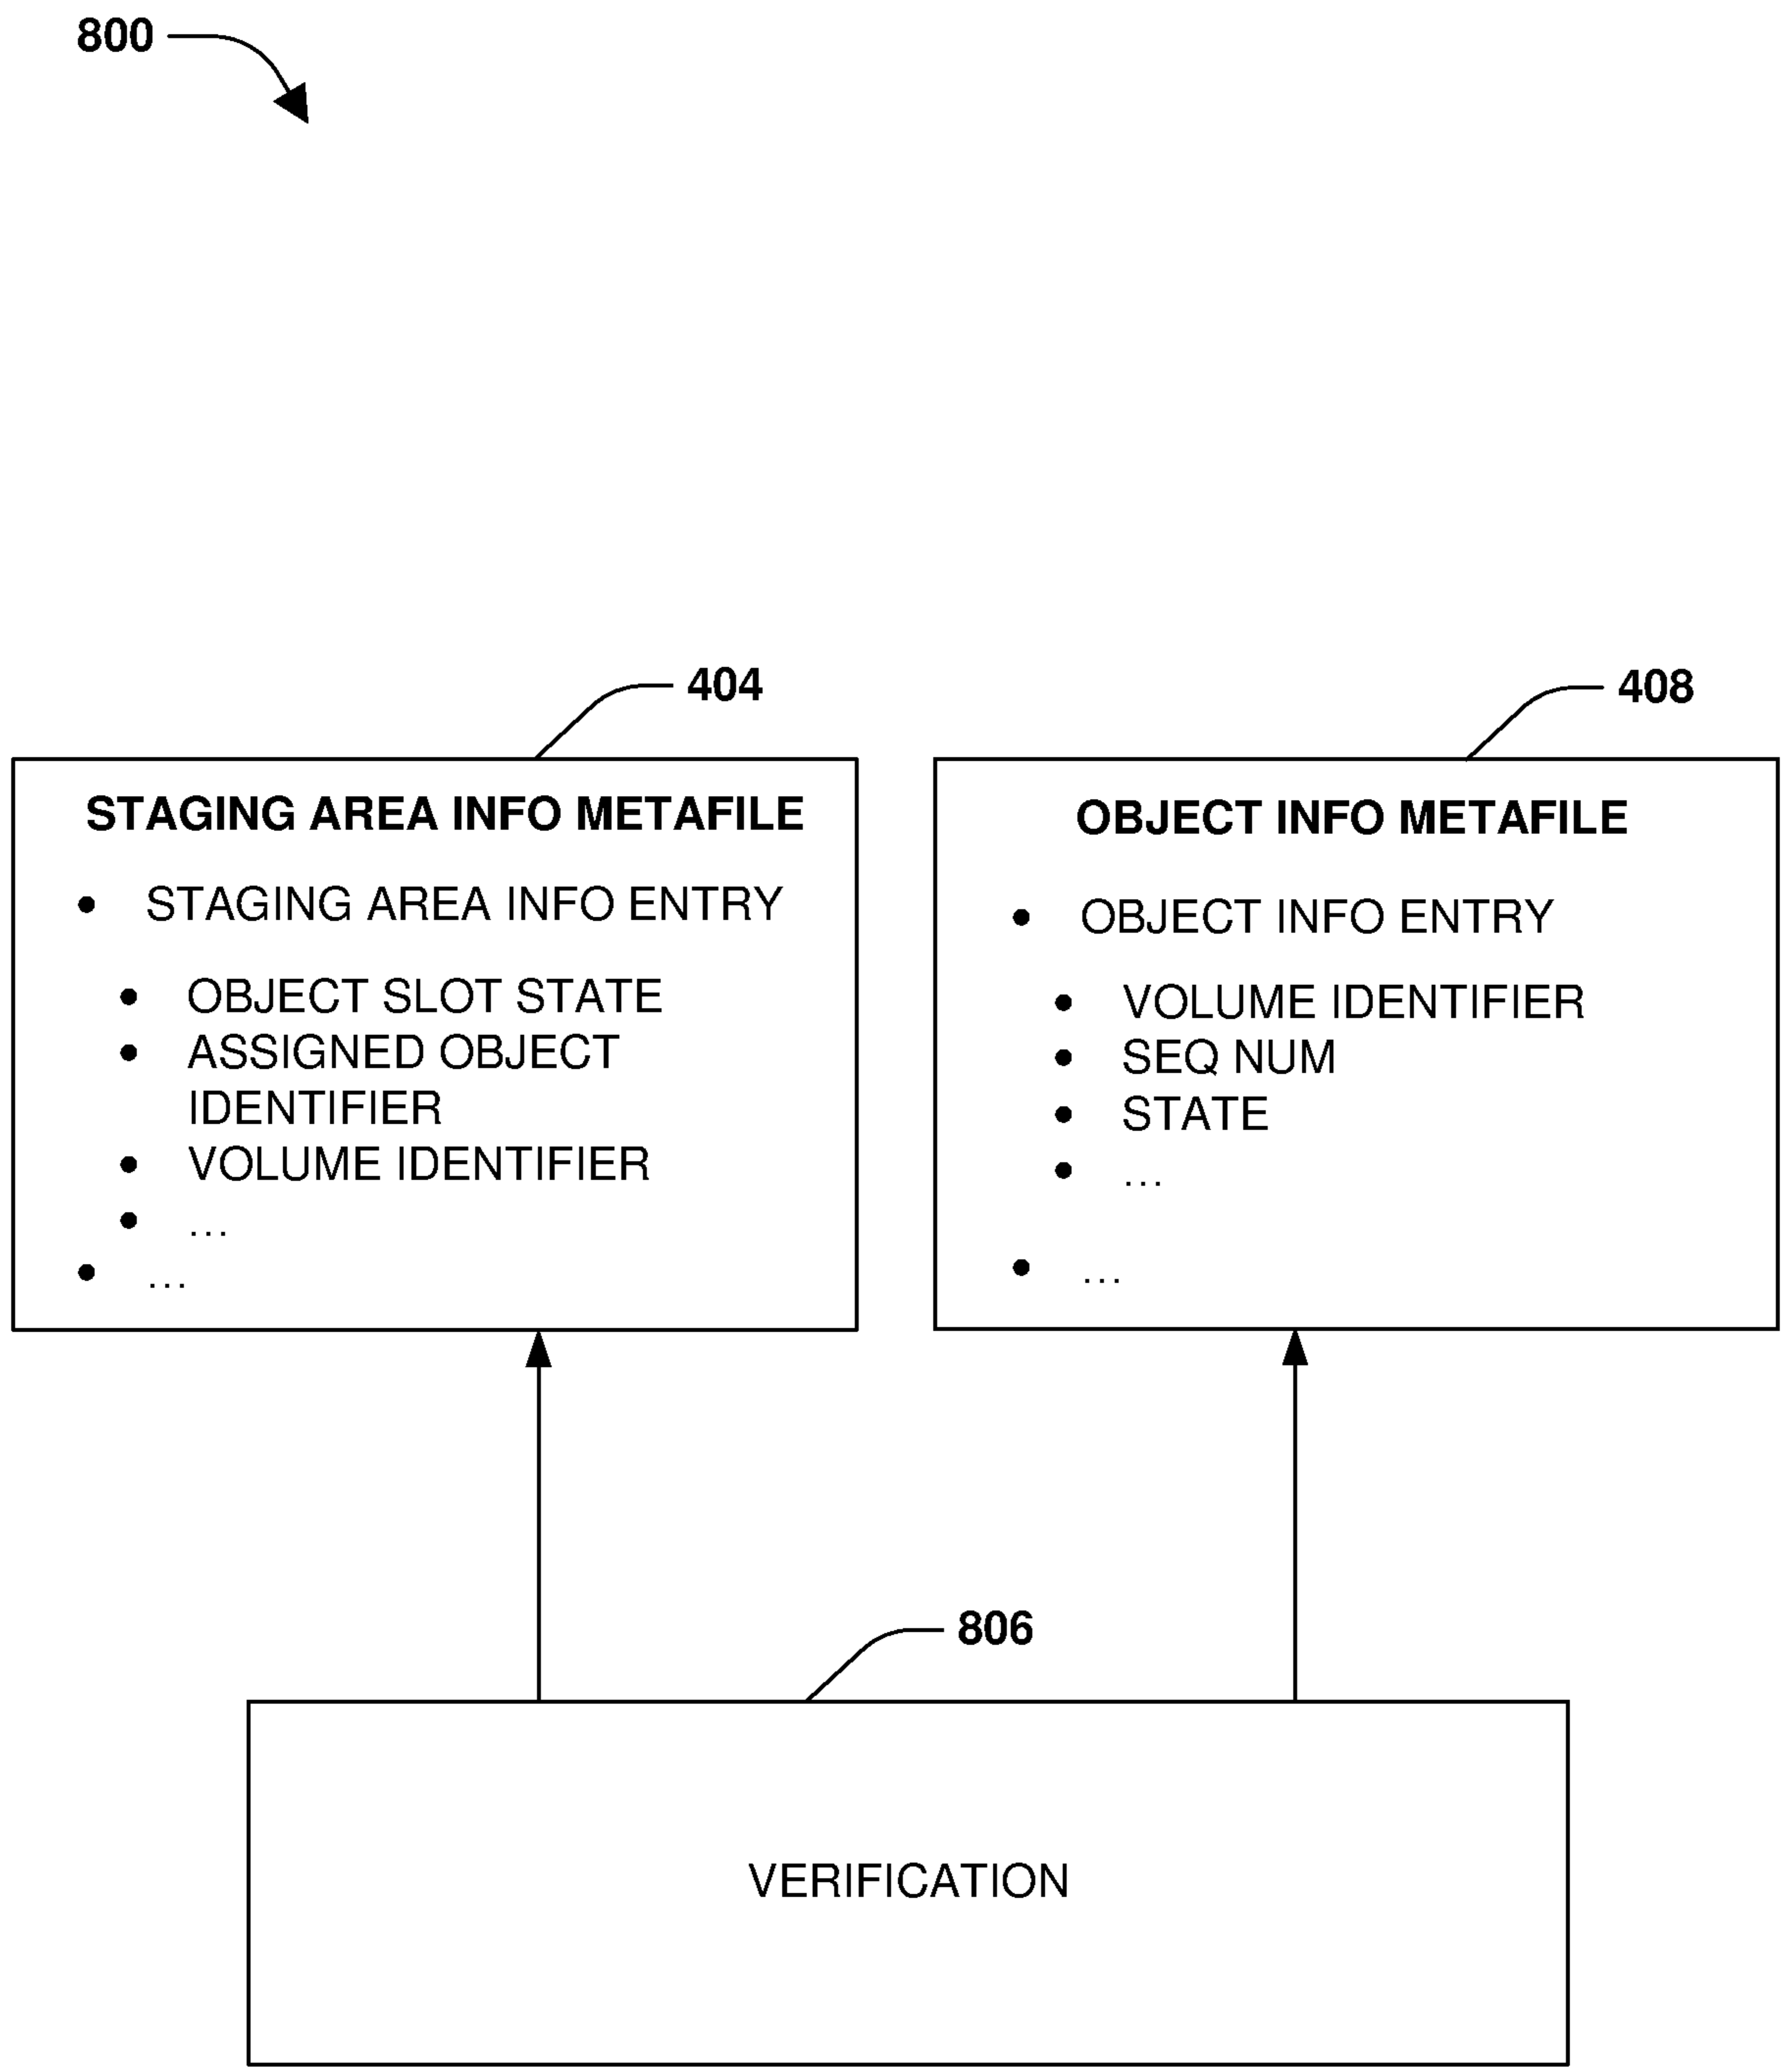 800
404
STAGING AREA INFO METAFILE
• STAGING AREA INFO ENTRY
• OBJECT SLOT STATE
• ASSIGNED OBJECT
IDENTIFIER
• VOLUME IDENTIFIER
• ...
• ...
408
OBJECT INFO METAFILE
• OBJECT INFO ENTRY
• VOLUME IDENTIFIER
• SEQ NUM
• STATE
• ...
• ...
806
VERIFICATION